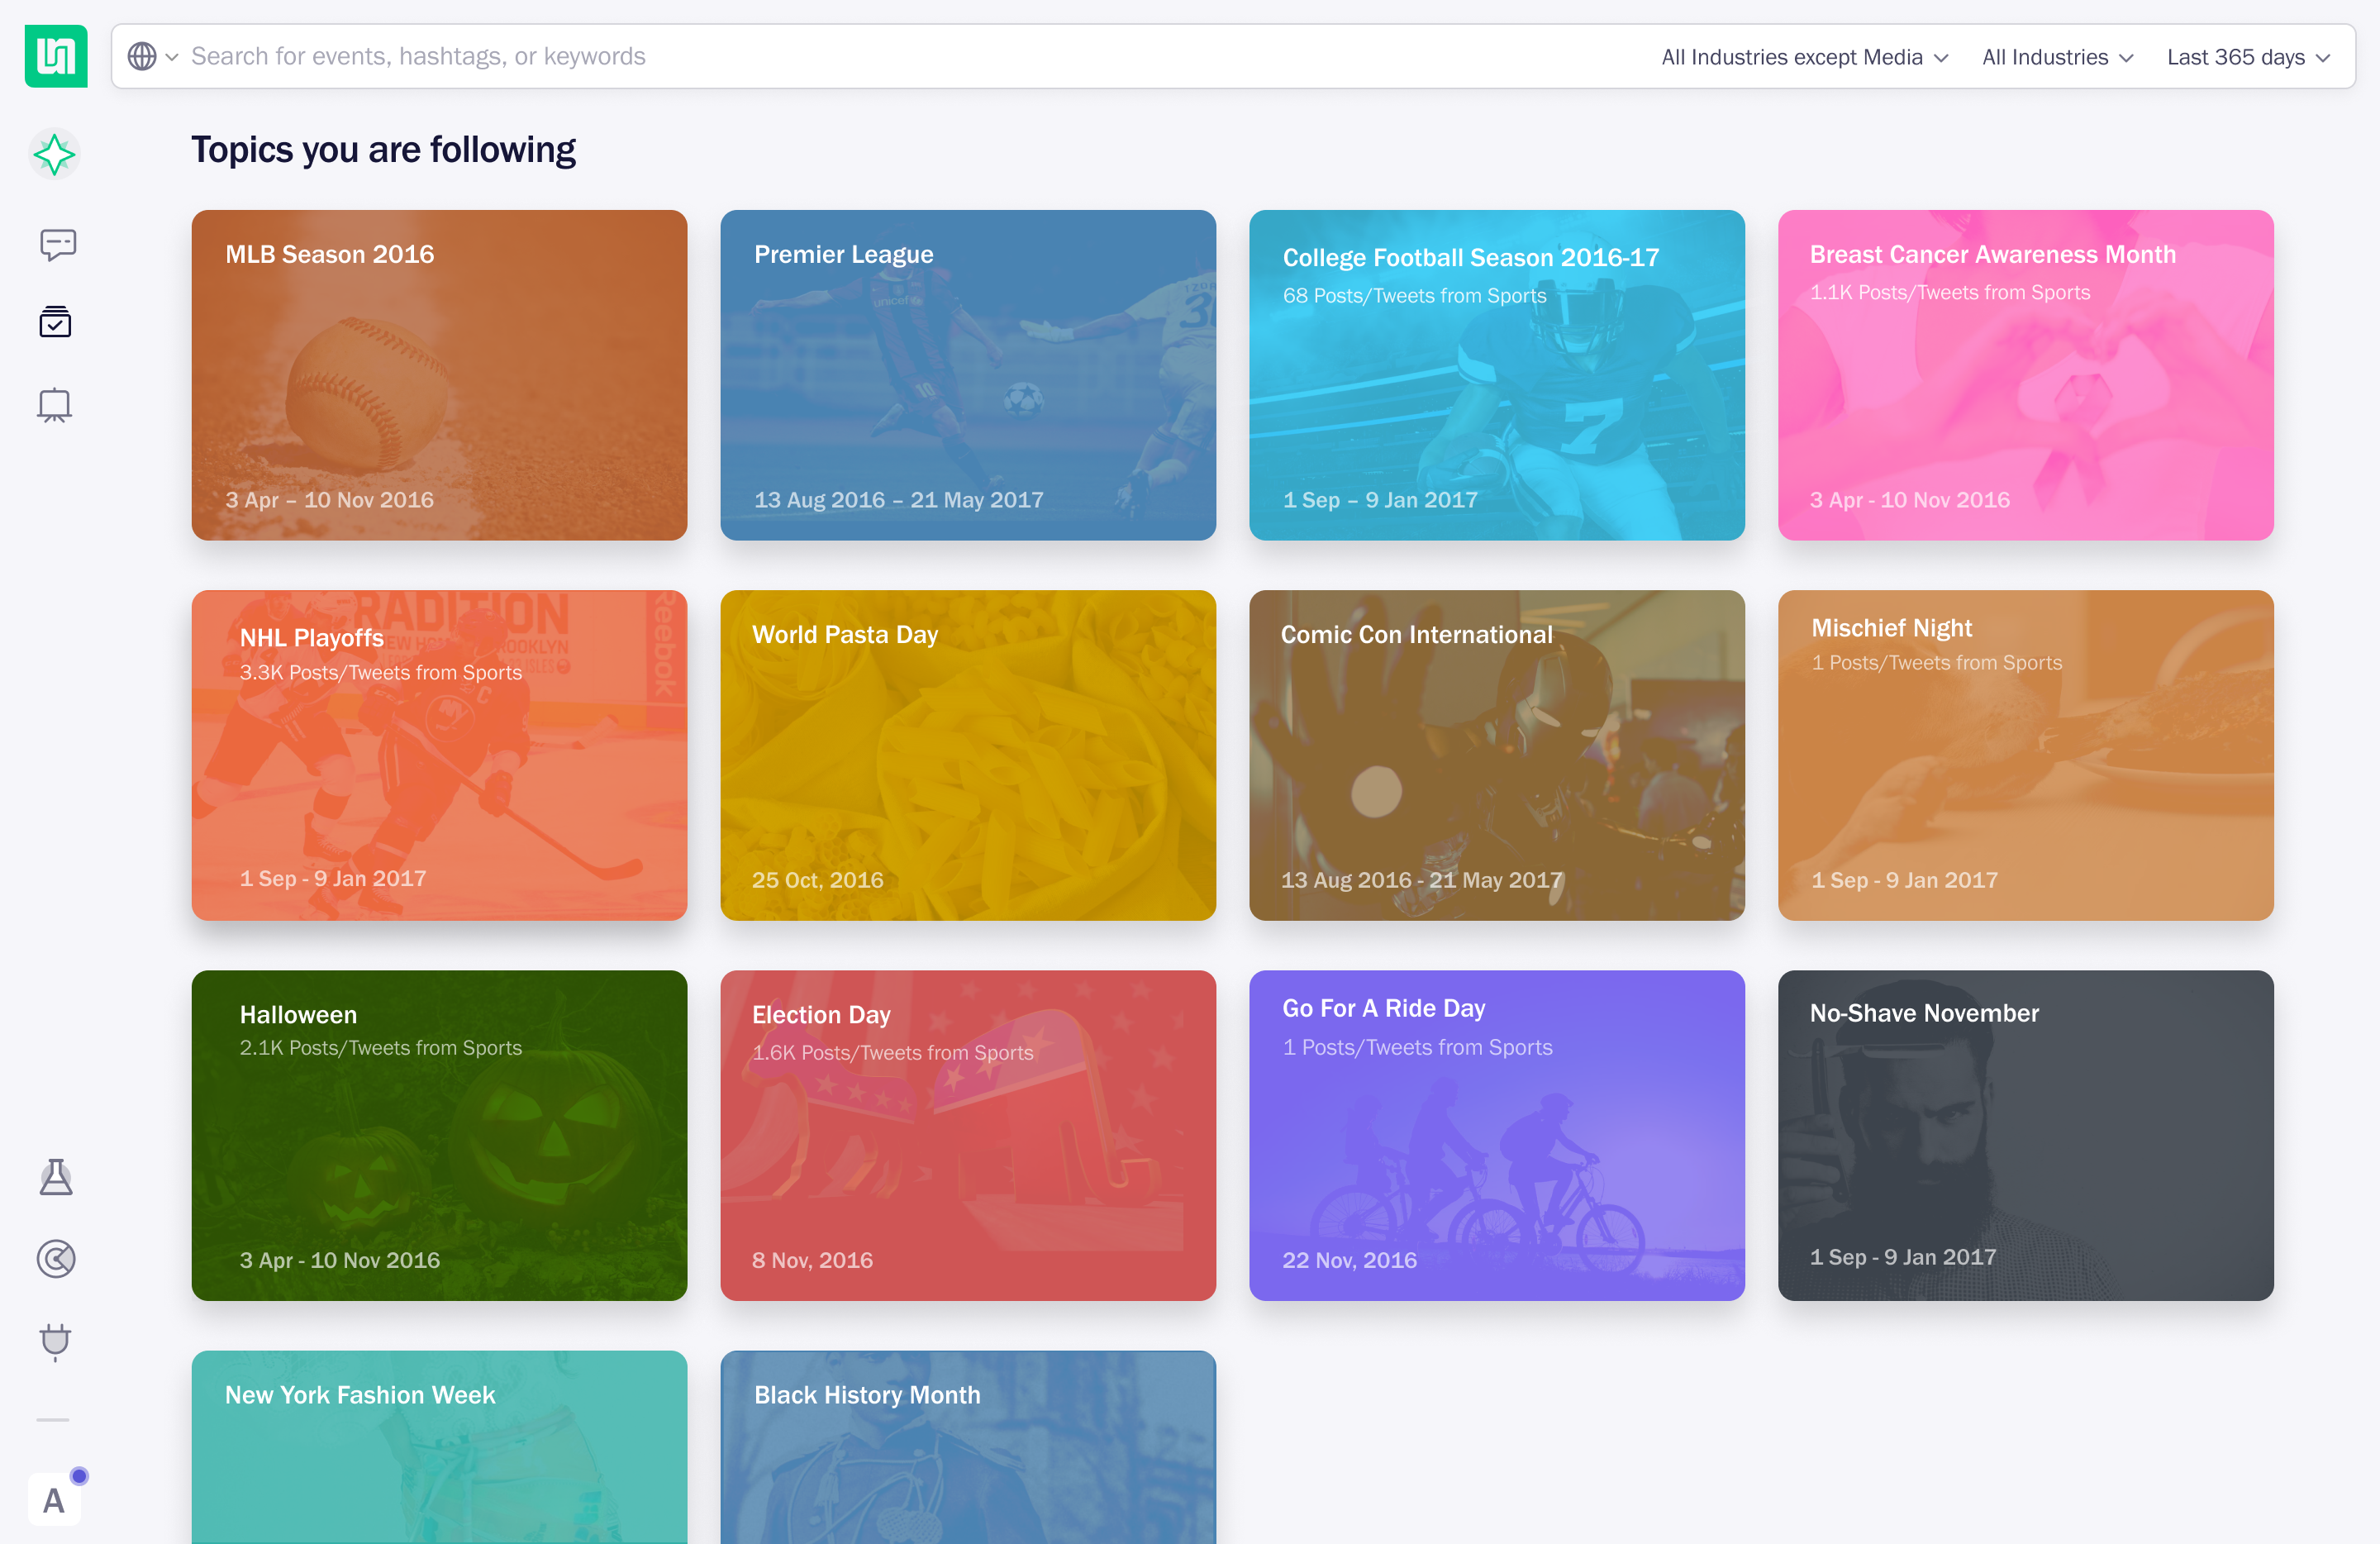 Search for events, hashtags, or keywords
All Industries except Media
All Industries
Last 365 days
Topics you are following
MLB Season 2016
3 Apr – 10 Nov 2016
Premier League
unicef
13 Aug 2016 – 21 May 2017
College Football Season 2016-17
68 Posts/Tweets from Sports
7
1 Sep – 9 Jan 2017
Breast Cancer Awareness Month
1.1K Posts/Tweets from Sports
3 Apr - 10 Nov 2016
NHL Playoffs
3.3K Posts/Tweets from Sports
Reebok
1 Sep - 9 Jan 2017
World Pasta Day
25 Oct, 2016
Comic Con International
13 Aug 2016 - 21 May 2017
Mischief Night
1 Posts/Tweets from Sports
1 Sep - 9 Jan 2017
Halloween
2.1K Posts/Tweets from Sports
3 Apr - 10 Nov 2016
Election Day
1.6K Posts/Tweets from Sports
8 Nov, 2016
Go For A Ride Day
1 Posts/Tweets from Sports
22 Nov, 2016
No-Shave November
1 Sep - 9 Jan 2017
New York Fashion Week
Black History Month
A